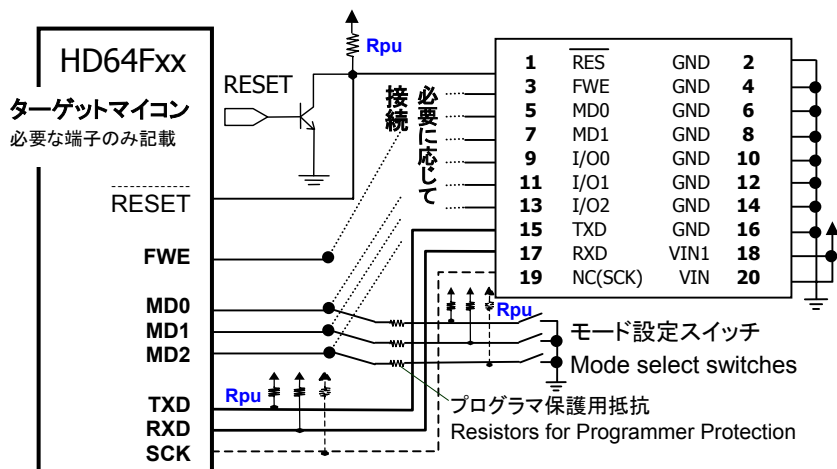 HD64Fxx
ターゲットマイコン
必要な端子のみ記載
RESET
Rpu
必要に応じて
接続
RESET
FWE
MD0
MD1
MD2
TXD
RXD
SCK
Rpu
1 RES GND 2
3 FWE GND 4
5 MD0 GND 6
7 MD1 GND 8
9 I/O0 GND 10
11 I/O1 GND 12
13 I/O2 GND 14
15 TXD GND 16
17 RXD VIN1 18
19 NC(SCK) VIN 20
Rpu
モード設定スイッチ
Mode select switches
プログラマ保護用抵抗
Resistors for Programmer Protection